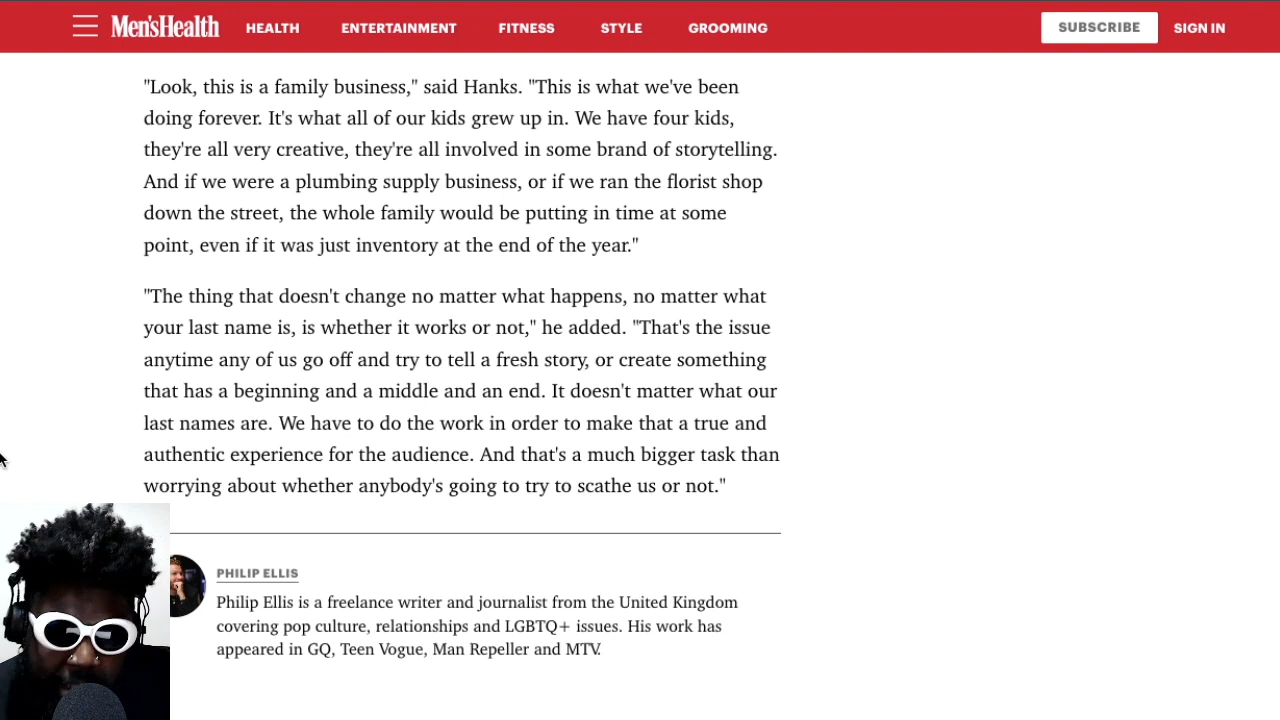 Men'sHealth
HEALTH
ENTERTAINMENT
FITNESS
STYLE
GROOMING
SUBSCRIBE
SIGN IN
"Look, this is a family business," said Hanks. "This is what we've been
doing forever. It's what all of our kids grew up in. We have four kids,
they're all very creative, they're all involved in some brand of storytelling.
And if we were a plumbing supply business, or if we ran the florist shop
down the street, the whole family would be putting in time at some
point, even if it was just inventory at the end of the year."
"The thing that doesn't change no matter what happens, no matter what
your last name is, is whether it works or not," he added. "That's the issue
anytime any of us go off and try to tell a fresh story, or create something
that has a beginning and a middle and an end. It doesn't matter what our
last names are. We have to do the work in order to make that a true and
authentic experience for the audience. And that's a much bigger task than
worrying about whether anybody's going to try to scathe us or not."
PHILIP ELLIS
Philip Ellis is a freelance writer and journalist from the United Kingdom
covering pop culture, relationships and LGBTQ+ issues. His work has
appeared in GQ, Teen Vogue, Man Repeller and MTV.